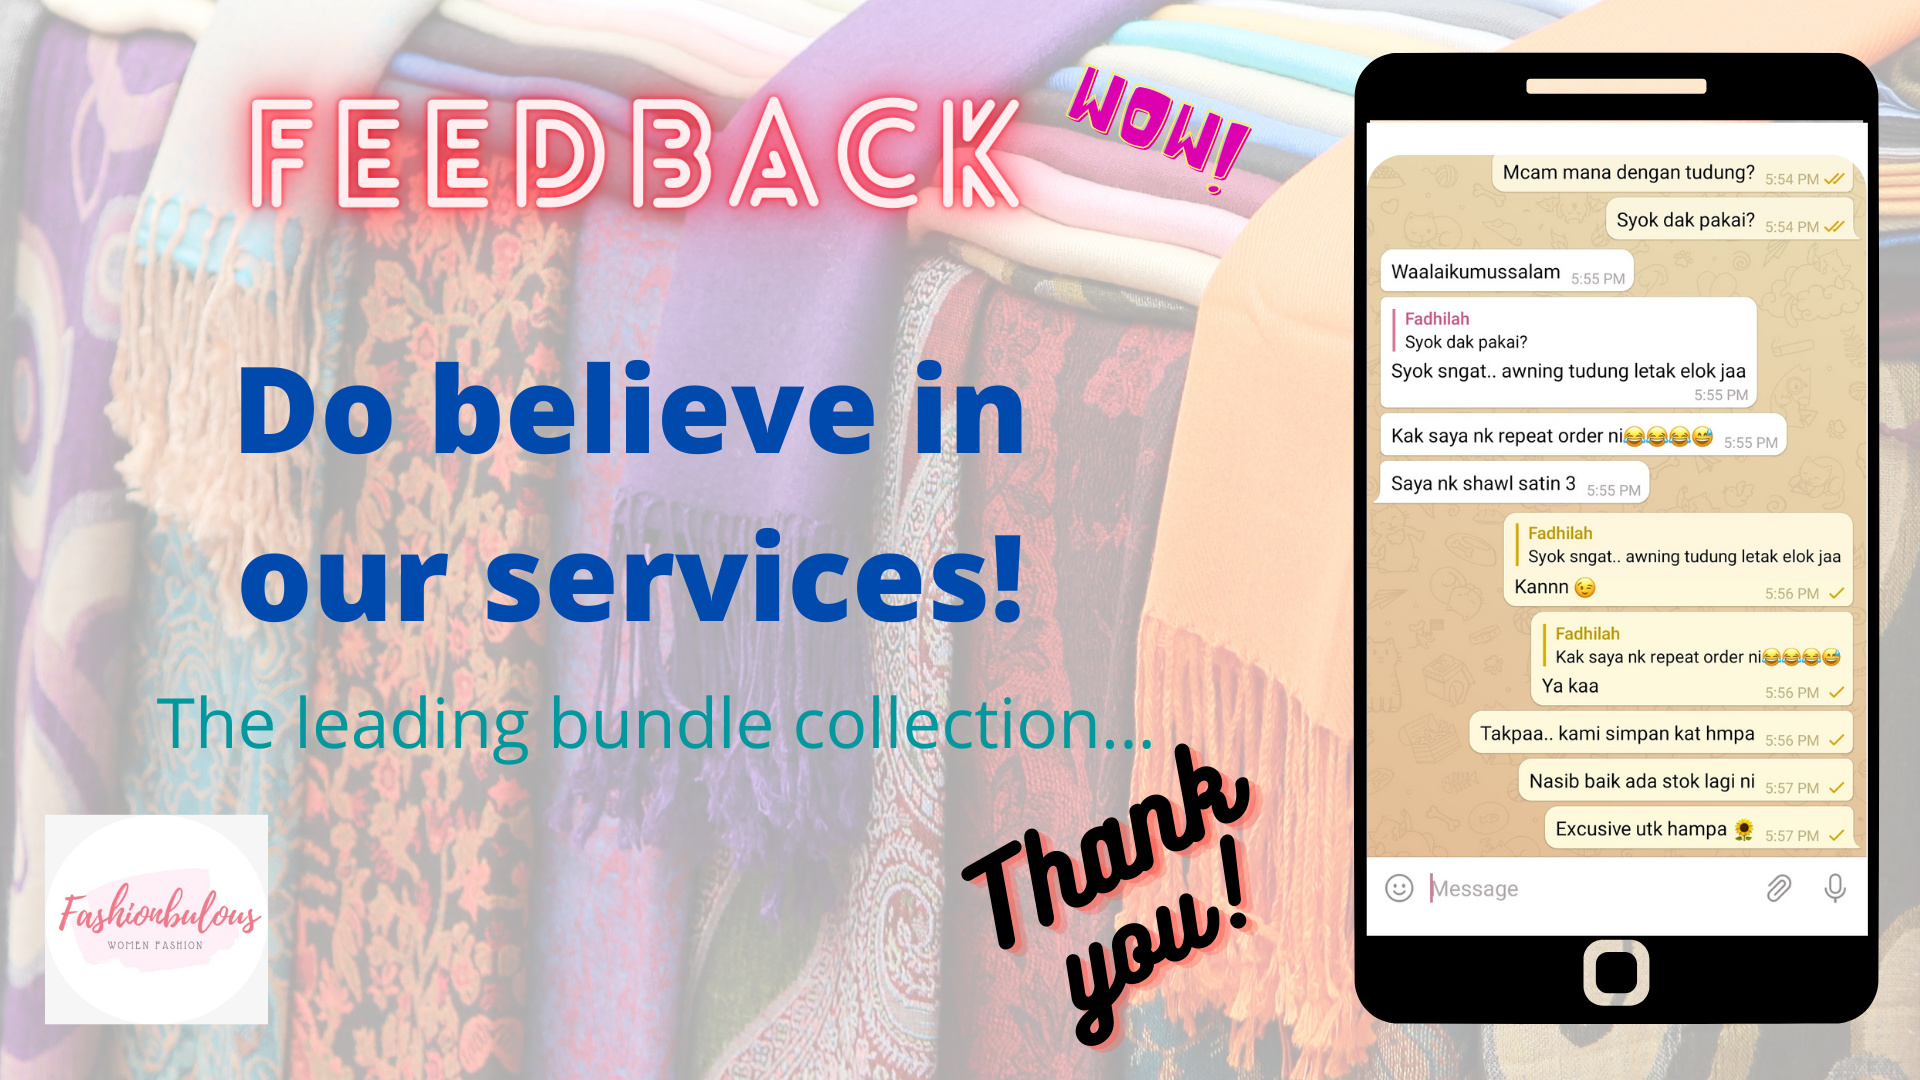 FEEDBACK
WOW!
Do believe in
our services!
The leading bundle collection...
Thank
you!
Fashionbulous
WOMEN FASHION
Mcam mana dengan tudung? 5:54 PM
Syok dak pakai? 5:54 PM
Waalaikumussalam 5:55 PM
Fadhilah
Syok dak pakai?
Syok sngat.. awning tudung letak elok jaa
5:55 PM
Kak saya nk repeat order ni😂😂😂😅 5:55 PM
Saya nk shawl satin 3 5:55 PM
Fadhilah
Syok sngat.. awning tudung letak elok jaa
Kannn 😉 5:56 PM
Fadhilah
Kak saya nk repeat order ni😂😂😂😅
Ya kaa 5:56 PM
Takpaa.. kami simpan kat hmpa 5:56 PM
Nasib baik ada stok lagi ni 5:57 PM
Excusive utk hampa 🌻 5:57 PM
Message